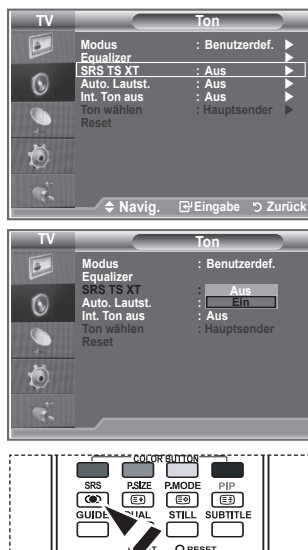 TV Ton
Modus : Benutzerdef.
Equalizer
SRS TS XT : Aus
Auto. Lautst. : Aus
Int. Ton aus : Aus
Ton wählen : Hauptsender
Reset
Navig. Eingabe Zurück
TV Ton
Modus : Benutzerdef.
Equalizer
SRS TS XT : Aus
Auto. Lautst. : Ein
Int. Ton aus : Aus
Ton wählen : Hauptsender
Reset
COLOR BUTTON
SRS P.SIZE P.MODE PIP
STILL SUBTITLE
RESET